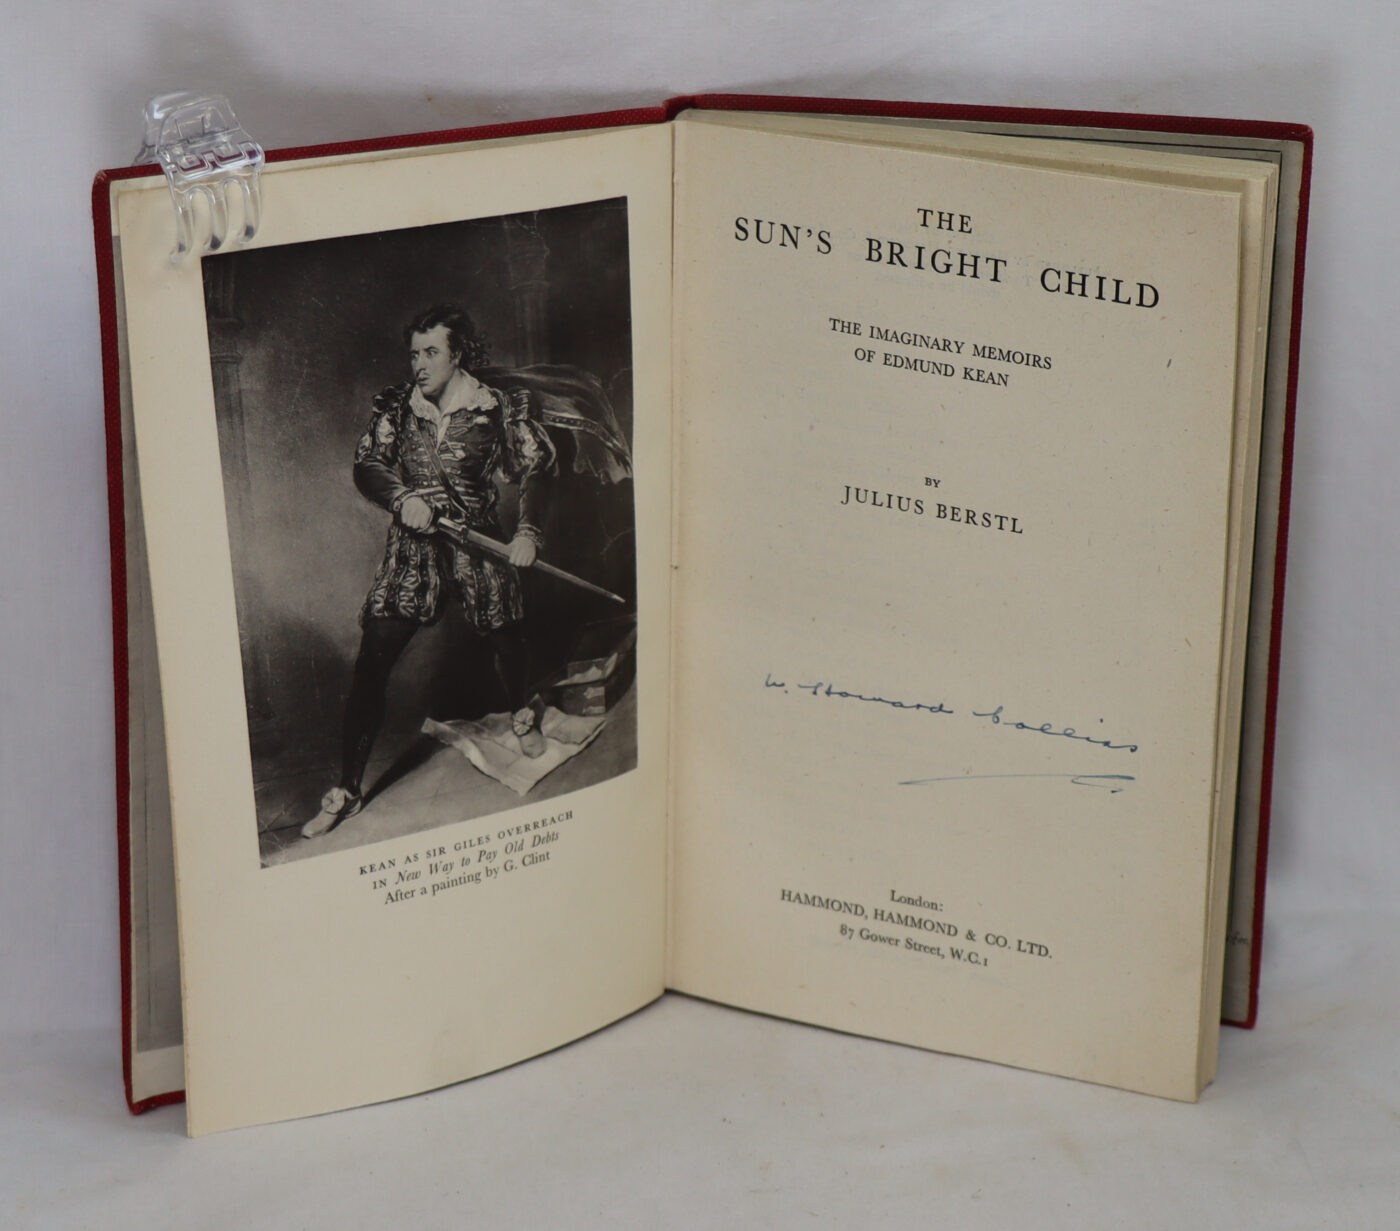 KEAN AS SIR GILES OVERREACH
IN New Way to Pay Old Debts
After a painting by G. Clint
THE
SUN'S BRIGHT CHILD
THE IMAGINARY MEMOIRS
OF EDMUND KEAN
BY
JULIUS BERSTL
W. Howard Collins
London:
HAMMOND, HAMMOND & CO. LTD.
87 Gower Street, W.C.1